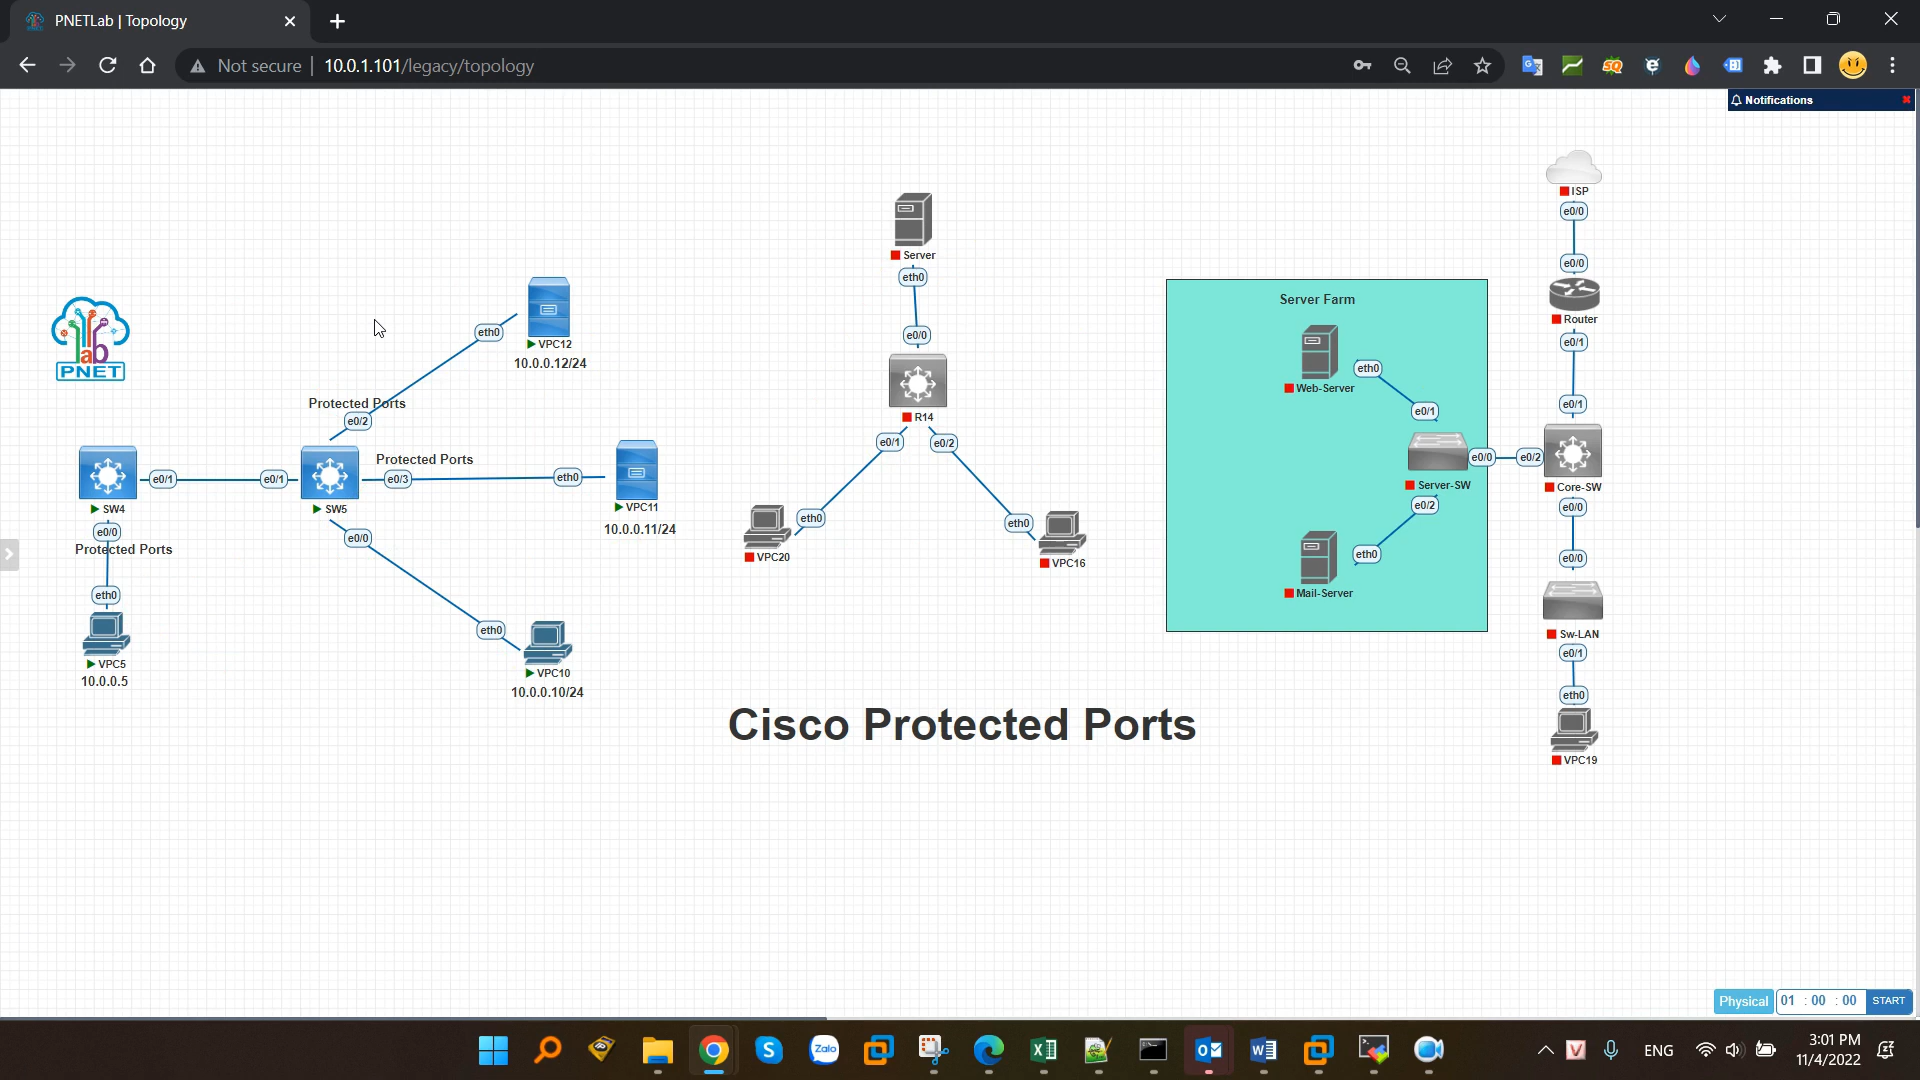 PNETLab | Topology
Not secure | 10.0.1.101/legacy/topology
Notifications
ISP
e0/0
e0/0
Router
e0/1
e0/1
Core-SW
e0/2
e0/0
e0/0
e0/0
Sw-LAN
e0/1
eth0
VPC19
Server
eth0
e0/0
R14
e0/1
e0/2
eth0
VPC20
eth0
VPC16
Server Farm
Web-Server
eth0
e0/1
Server-SW
e0/2
eth0
Mail-Server
lab
PNET
VPC12
10.0.0.12/24
eth0
Protected Ports
e0/2
Protected Ports
SW4
e0/1
e0/1
SW5
e0/3
eth0
VPC11
10.0.0.11/24
e0/0
Protected Ports
eth0
VPC5
10.0.0.5
e0/0
eth0
VPC10
10.0.0.10/24
Cisco Protected Ports
Physical
01 : 00 : 00
START
Zalo
ENG
3:01 PM
11/4/2022